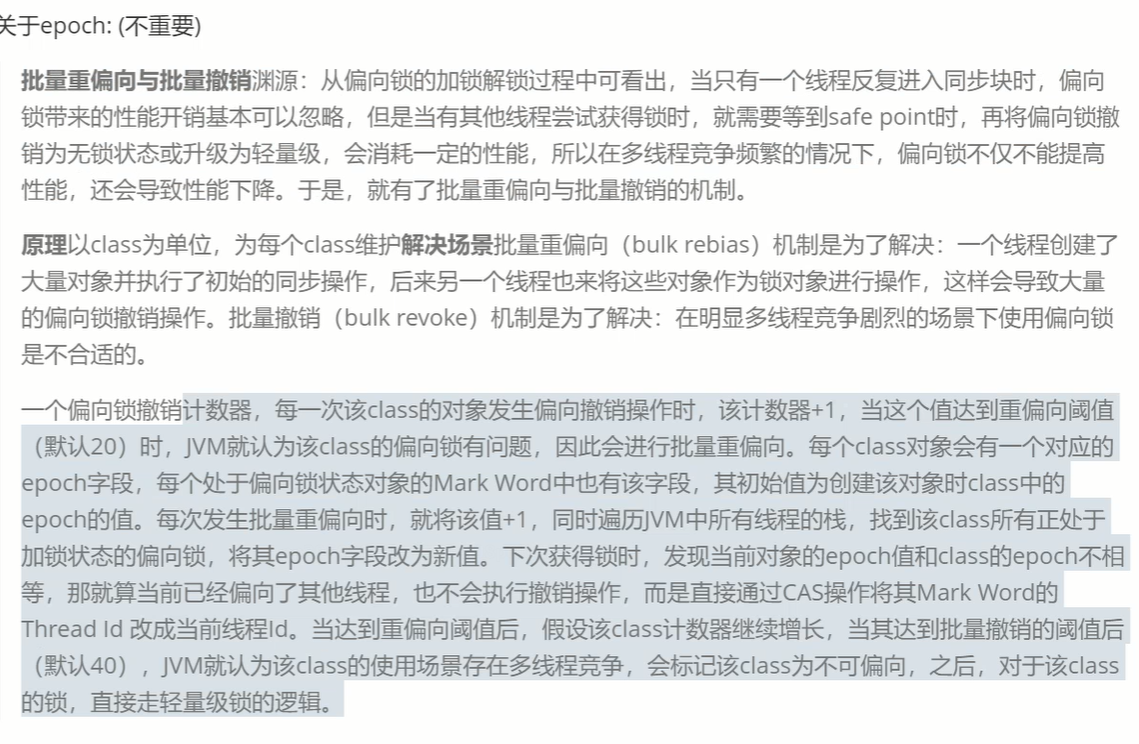 关于epoch: (不重要)
批量重偏向与批量撤销渊源：从偏向锁的加锁解锁过程中可看出，当只有一个线程反复进入同步块时，偏向
锁带来的性能开销基本可以忽略，但是当有其他线程尝试获得锁时，就需要等到safe point时，再将偏向锁撤
销为无锁状态或升级为轻量级，会消耗一定的性能，所以在多线程竞争频繁的情况下，偏向锁不仅不能提高
性能，还会导致性能下降。于是，就有了批量重偏向与批量撤销的机制。
原理以class为单位，为每个class维护解决场景批量重偏向（bulk rebias）机制是为了解决：一个线程创建了
大量对象并执行了初始的同步操作，后来另一个线程也来将这些对象作为锁对象进行操作，这样会导致大量
的偏向锁撤销操作。批量撤销（bulk revoke）机制是为了解决：在明显多线程竞争剧烈的场景下使用偏向锁
是不合适的。
一个偏向锁撤销计数器，每一次该class的对象发生偏向撤销操作时，该计数器+1，当这个值达到重偏向阈值
（默认20）时，JVM就认为该class的偏向锁有问题，因此会进行批量重偏向。每个class对象会有一个对应的
epoch字段，每个处于偏向锁状态对象的Mark Word中也有该字段，其初始值为创建该对象时class中的
epoch的值。每次发生批量重偏向时，就将该值+1，同时遍历JVM中所有线程的栈，找到该class所有正处于
加锁状态的偏向锁，将其epoch字段改为新值。下次获得锁时，发现当前对象的epoch值和class的epoch不相
等，那就算当前已经偏向了其他线程，也不会执行撤销操作，而是直接通过CAS操作将其Mark Word的
Thread Id 改成当前线程Id。当达到重偏向阈值后，假设该class计数器继续增长，当其达到批量撤销的阈值后
（默认40），JVM就认为该class的使用场景存在多线程竞争，会标记该class为不可偏向，之后，对于该class
的锁，直接走轻量级锁的逻辑。